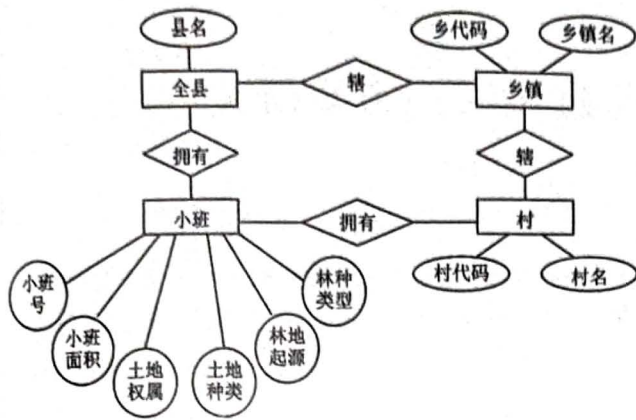 县名
乡代码
乡镇名
全县
辖
乡镇
拥有
辖
小班
拥有
村
小班
号
小班
面积
土地
权属
土地
种类
林地
起源
林种
类型
村代码
村名